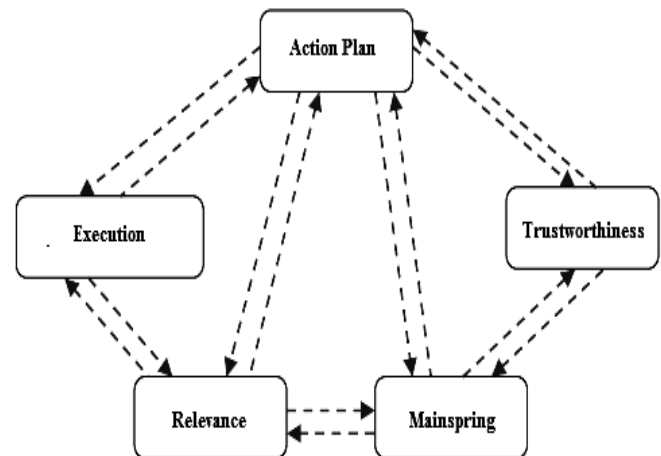 Action Plan
Execution
Trustworthiness
Relevance
Mainspring